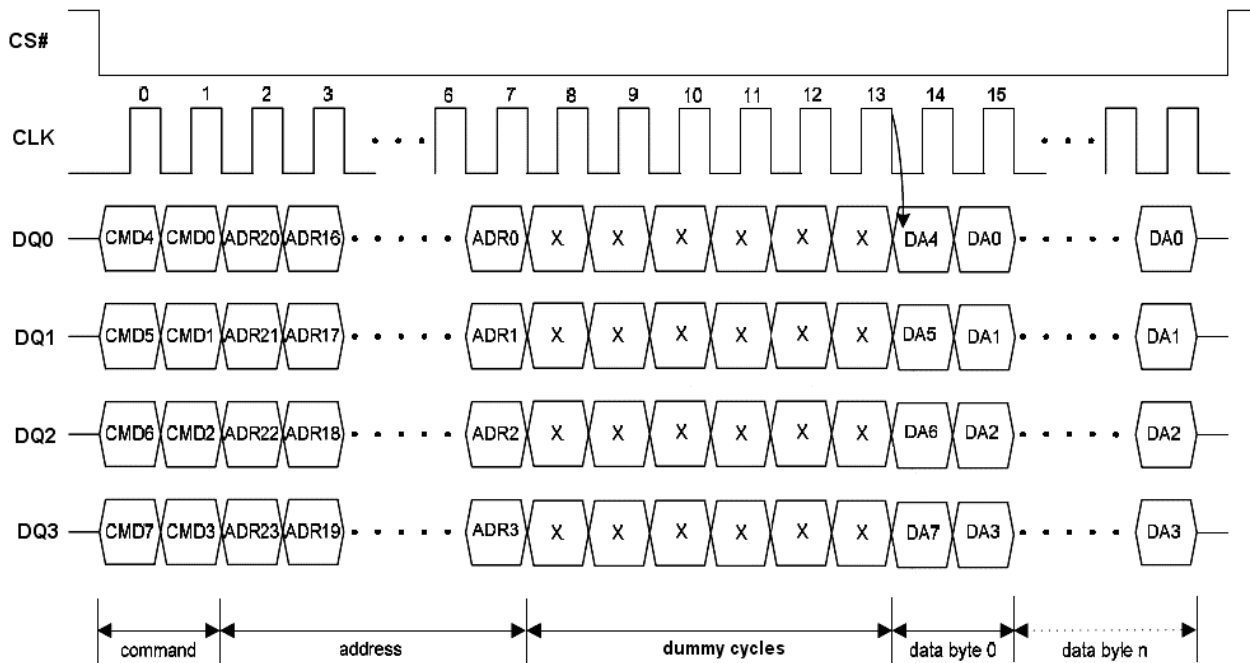 CS#
0 1 2 3 6 7 8 9 10 11 12 13 14 15
CLK
DQ0 CMD4 CMD0 ADR20 ADR16 ADR0 X X X X X X DA4 DA0 DA0
DQ1 CMD5 CMD1 ADR21 ADR17 ADR1 X X X X X X DA5 DA1 DA1
DQ2 CMD6 CMD2 ADR22 ADR18 ADR2 X X X X X X DA6 DA2 DA2
DQ3 CMD7 CMD3 ADR23 ADR19 ADR3 X X X X X X DA7 DA3 DA3
command address dummy cycles data byte 0 data byte n